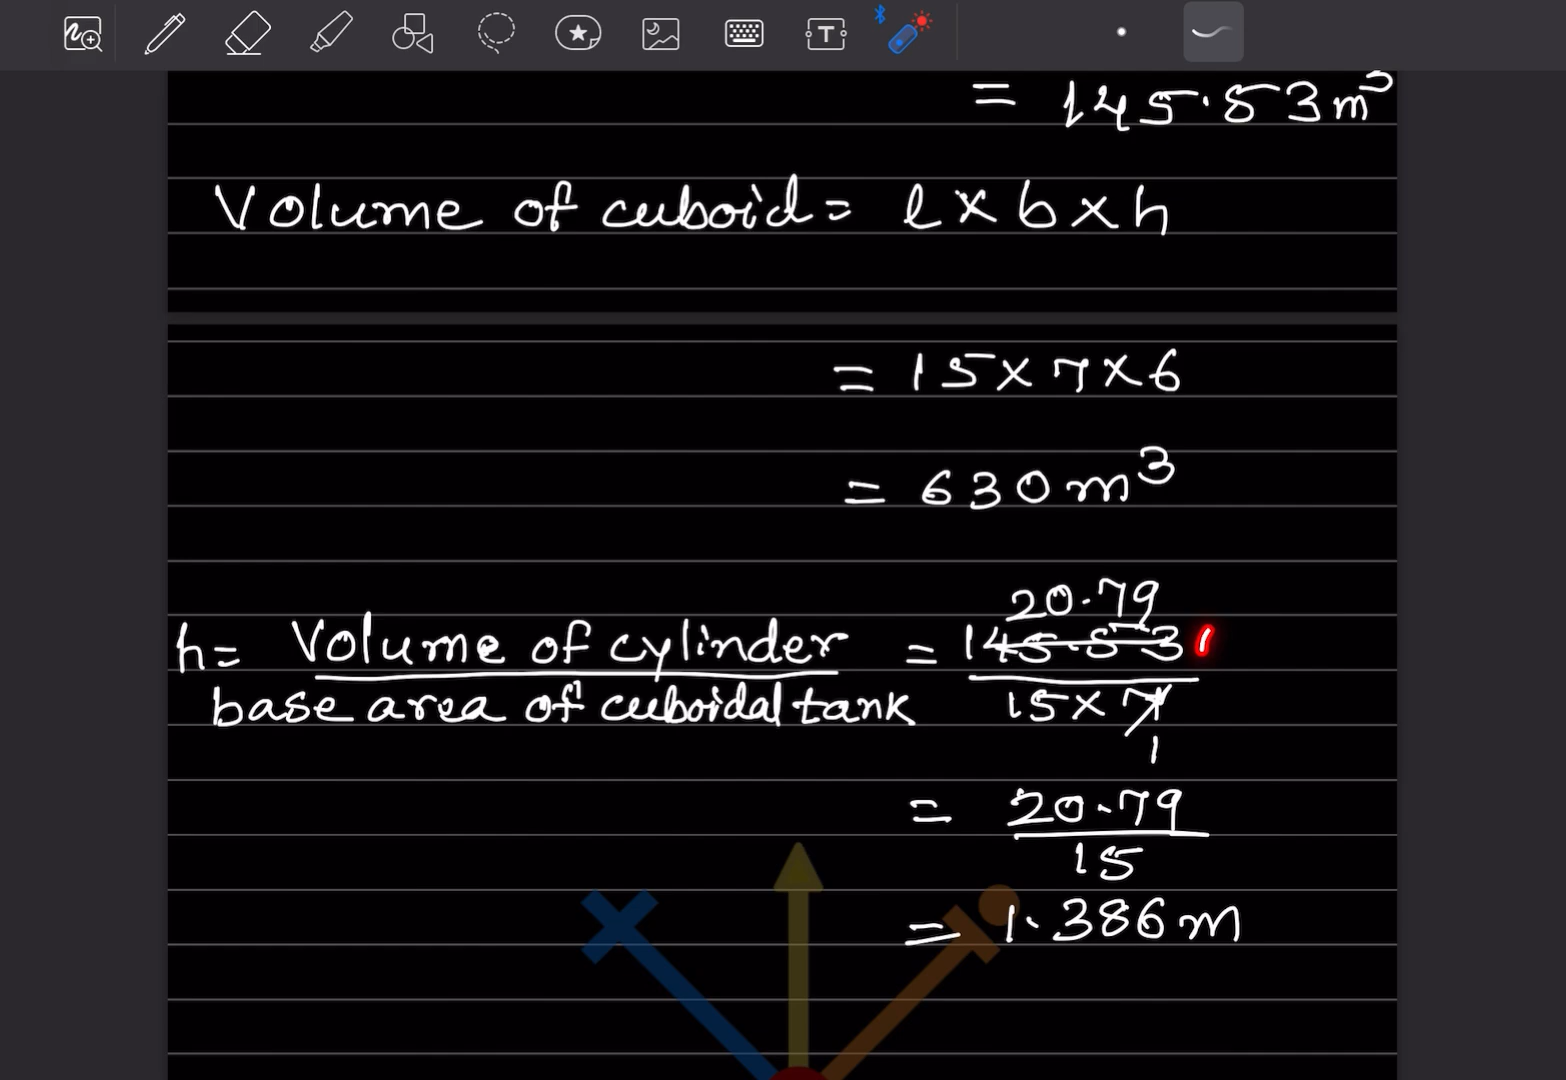 = 145.53m³
Volume of cuboid = l × b × h
= 15 × 7 × 6
= 630 m³
20.79
h = Volume of cylinder = 145.53
base area of cuboidal tank 15 × 7
1
= 20.79
15
= 1.386 m